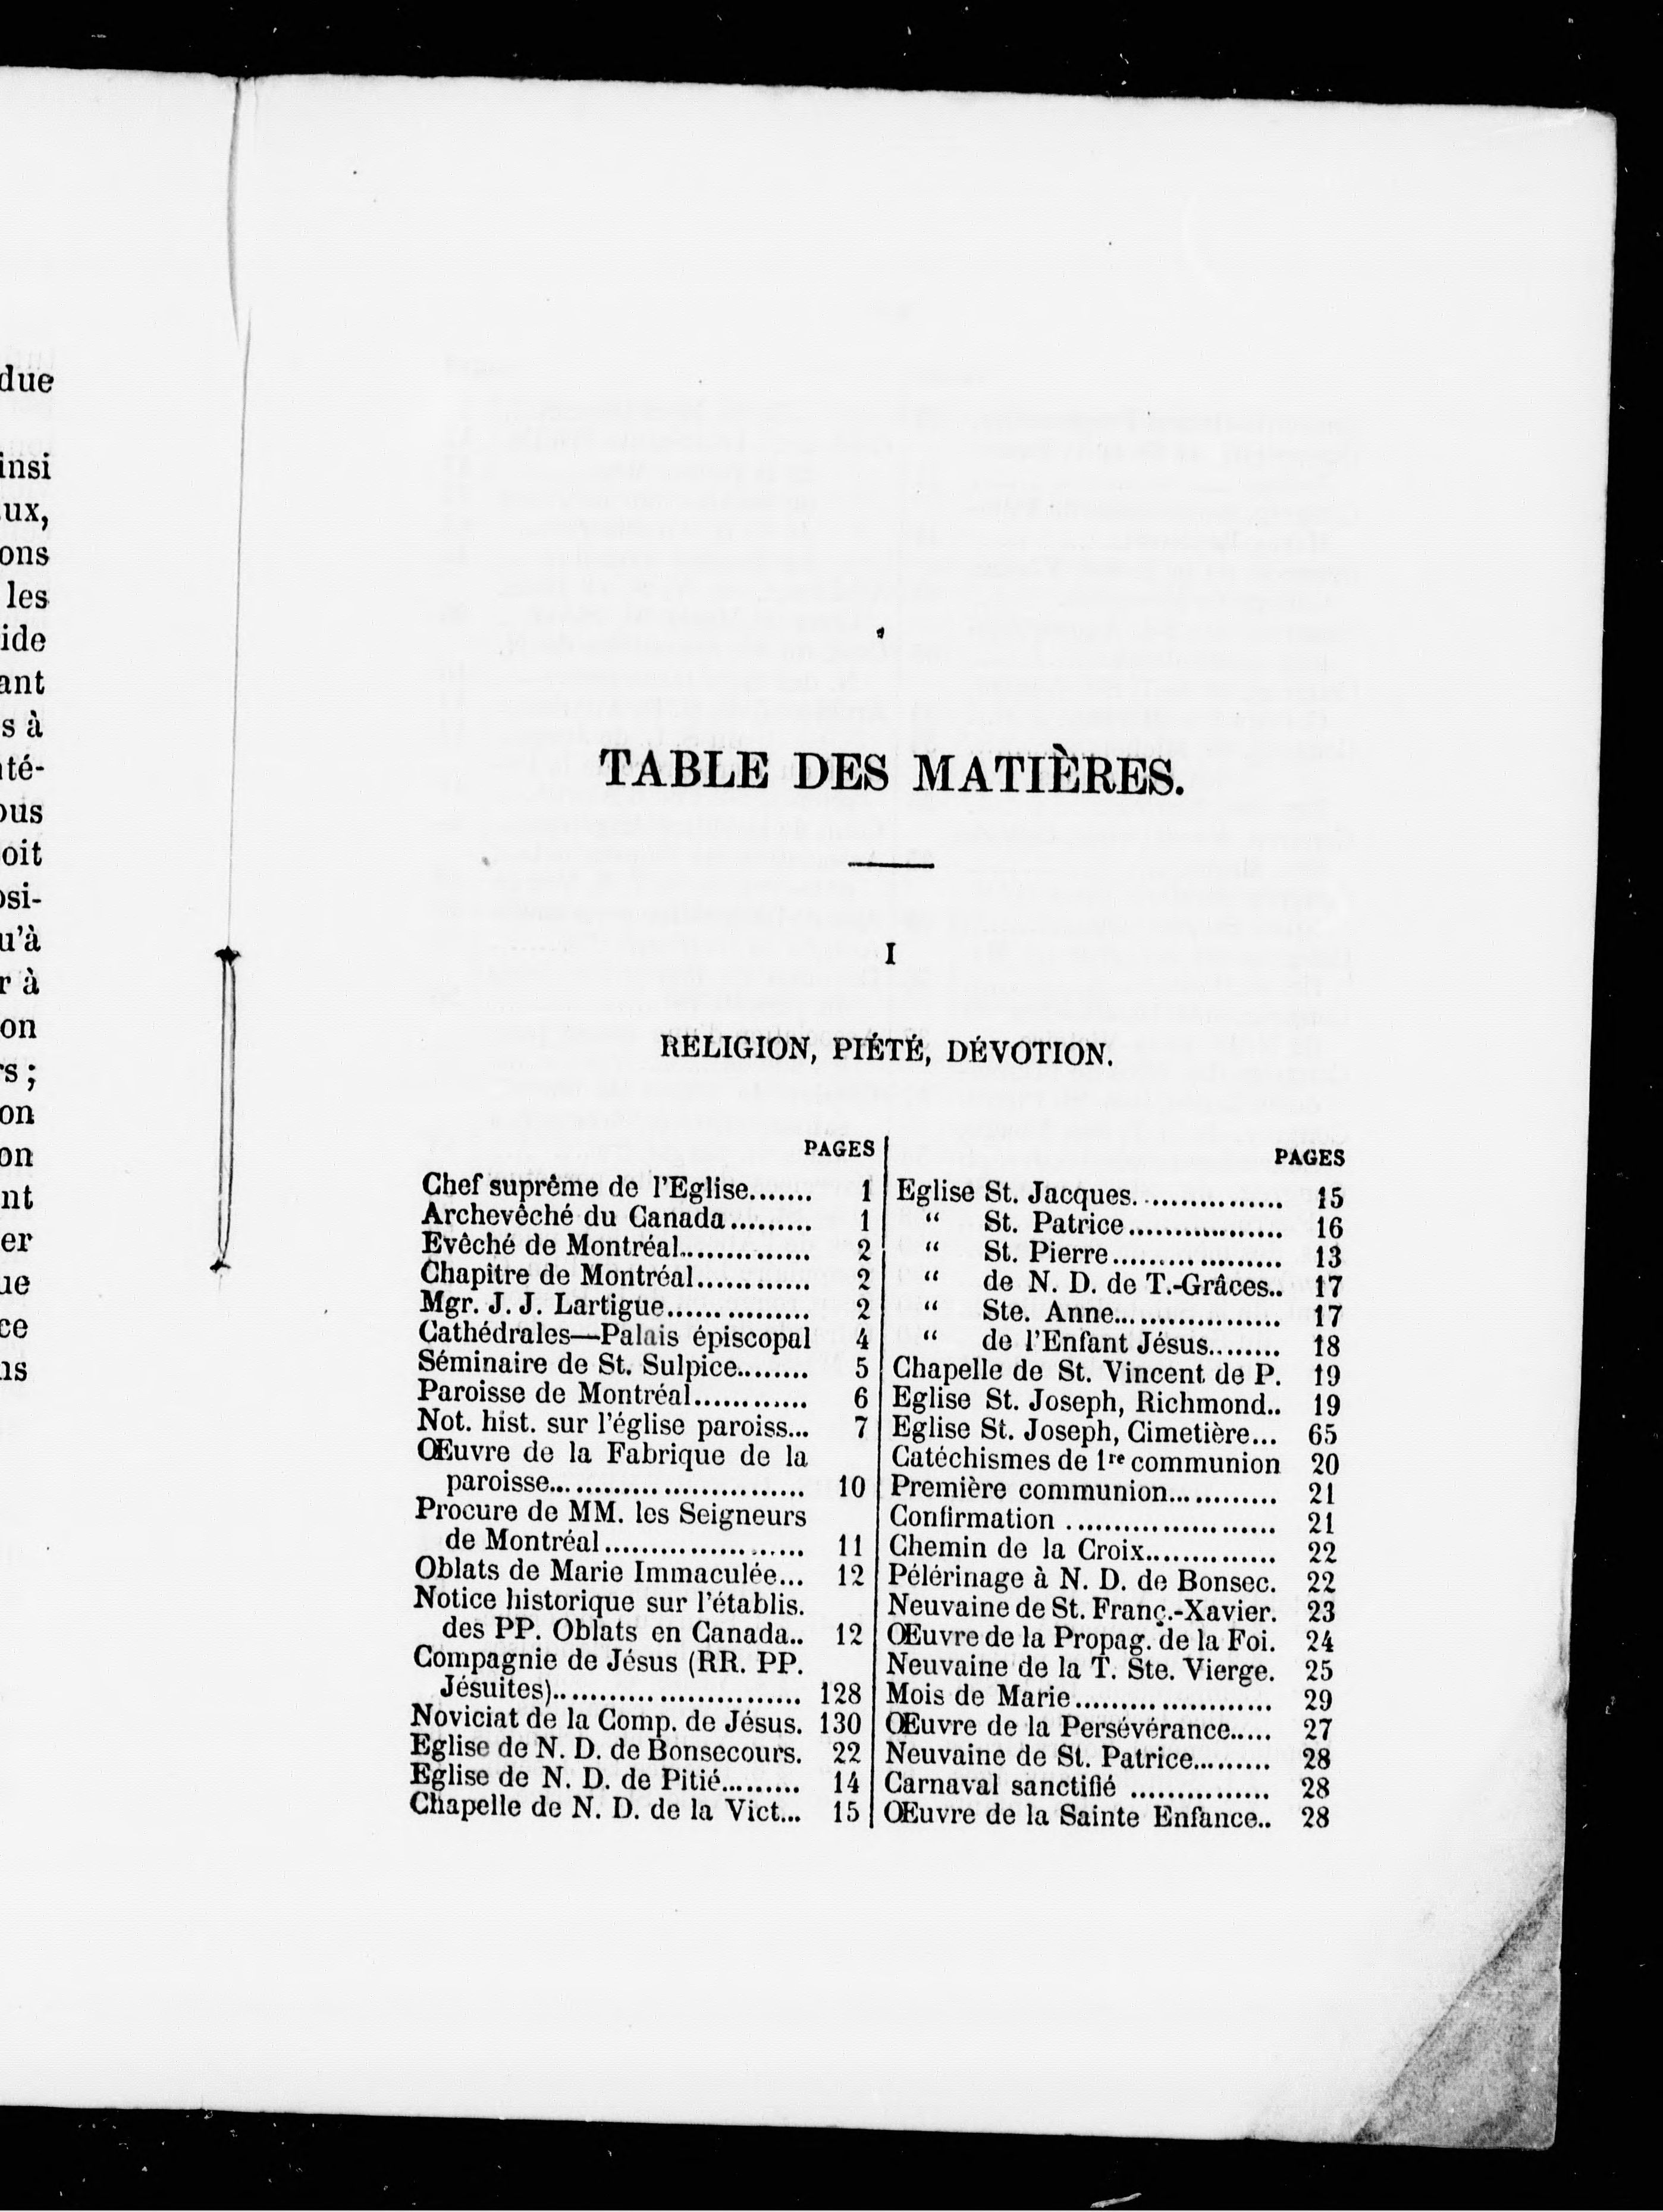 due
insi
ux,
ons
les
ide
ant
s à
té-
ous
oit
osi-
u'à
r à
on
rs ;
on
on
nt
er
ue
ce
ns
TABLE DES MATIÈRES.
I
RELIGION, PIÉTÉ, DÉVOTION.
PAGES
Chef suprême de l'Eglise....... 1
Archevêché du Canada......... 1
Evêché de Montréal............... 2
Chapitre de Montréal............. 2
Mgr. J. J. Lartigue................. 2
Cathédrales—Palais épiscopal 4
Séminaire de St. Sulpice......... 5
Paroisse de Montréal............. 6
Not. hist. sur l'église paroiss... 7
Œuvre de la Fabrique de la
paroisse............................. 10
Procure de MM. les Seigneurs
de Montréal....................... 11
Oblats de Marie Immaculée... 12
Notice historique sur l'établis.
des PP. Oblats en Canada.. 12
Compagnie de Jésus (RR. PP.
Jésuites)............................ 128
Noviciat de la Comp. de Jésus. 130
Eglise de N. D. de Bonsecours. 22
Eglise de N. D. de Pitié......... 14
Chapelle de N. D. de la Vict... 15
PAGES
Eglise St. Jacques................ 15
“ St. Patrice.................. 16
“ St. Pierre................... 13
“ de N. D. de T.-Grâces.. 17
“ Ste. Anne................... 17
“ de l'Enfant Jésus........ 18
Chapelle de St. Vincent de P. 19
Eglise St. Joseph, Richmond.. 19
Eglise St. Joseph, Cimetière... 65
Catéchismes de 1re communion 20
Première communion............ 21
Confirmation ....................... 21
Chemin de la Croix............... 22
Pélérinage à N. D. de Bonsec. 22
Neuvaine de St. Franç.-Xavier. 23
Œuvre de la Propag. de la Foi. 24
Neuvaine de la T. Ste. Vierge. 25
Mois de Marie...................... 29
Œuvre de la Persévérance..... 27
Neuvaine de St. Patrice......... 28
Carnaval sanctifié ............... 28
Œuvre de la Sainte Enfance.. 28